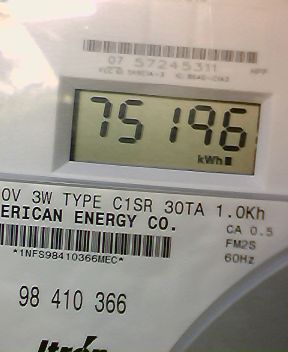 07 57245311
75196
kWh
0V 3W TYPE C1SR 30TA 1.0Kh
ERICAN ENERGY CO.
CA 0.5
FM2S
*1NFS98410366MEC*
60Hz
98 410 366
Itrón